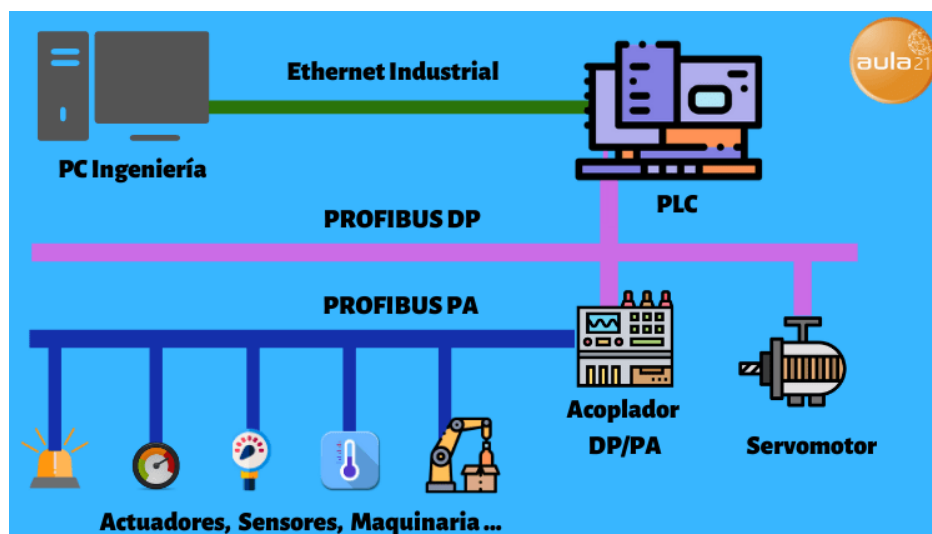 Ethernet Industrial
aula21
PC Ingeniería
PLC
PROFIBUS DP
PROFIBUS PA
Acoplador
DP/PA
Servomotor
Actuadores, Sensores, Maquinaria ...